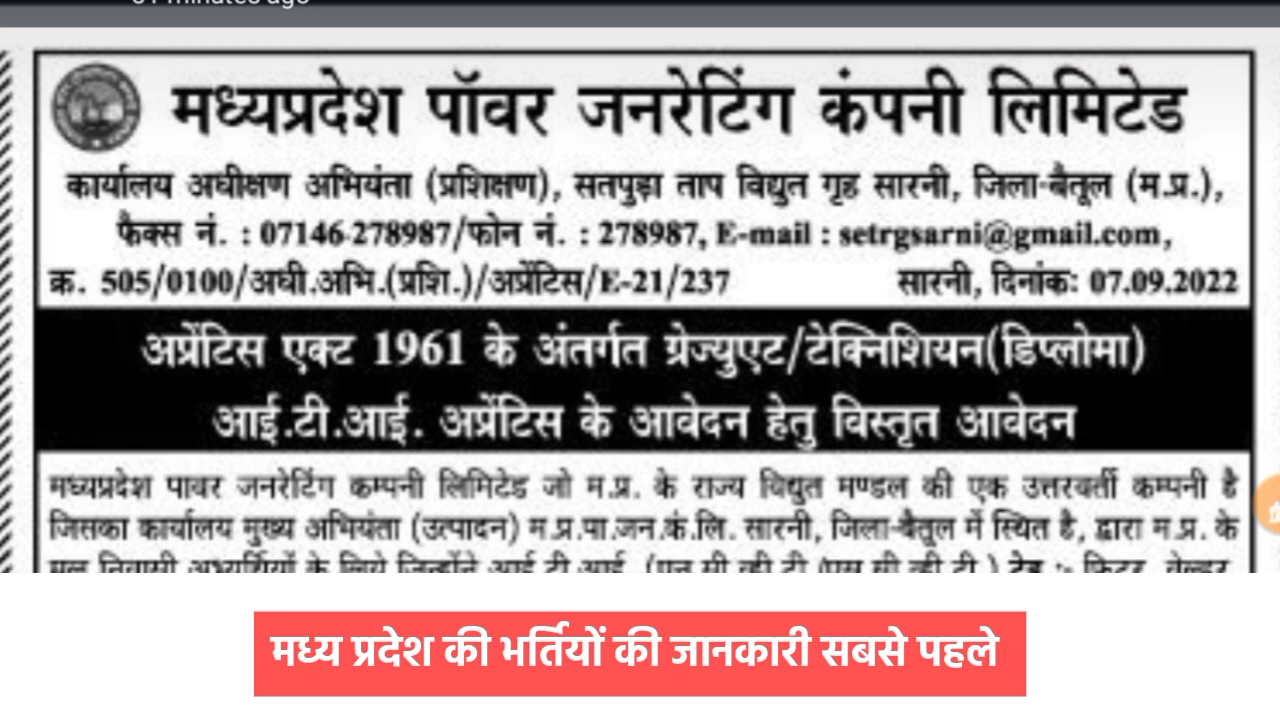 minutes ago
मध्यप्रदेश पॉवर जनरेटिंग कंपनी लिमिटेड
कार्यालय अधीक्षण अभियंता (प्रशिक्षण), सतपुड़ा ताप विद्युत गृह सारनी, जिला-बैतूल (म.प्र.),
फैक्स नं. : 07146-278987/फोन नं. : 278987, E-mail : setrgsarni@gmail.com,
क्र. 505/0100/अधी.अभि.(प्रशि.)/अप्रेंटिस/E-21/237 सारनी, दिनांक: 07.09.2022
अप्रेंटिस एक्ट 1961 के अंतर्गत ग्रेज्युएट/टेक्निशियन(डिप्लोमा)
आई.टी.आई. अप्रेंटिस के आवेदन हेतु विस्तृत आवेदन
मध्यप्रदेश पावर जनरेटिंग कम्पनी लिमिटेड जो म.प्र. के राज्य विद्युत मण्डल की एक उत्तरवर्ती कम्पनी है
जिसका कार्यालय मुख्य अभियंता (उत्पादन) म.प्र.पा.जन.कं.लि. सारनी, जिला-बैतूल में स्थित है, द्वारा म.प्र. के
मध्य प्रदेश की भर्तियों की जानकारी सबसे पहले